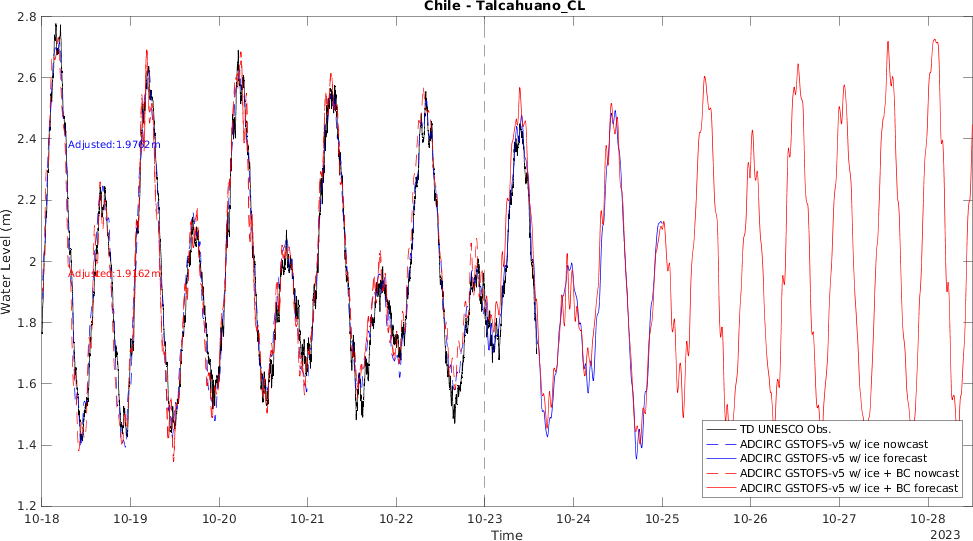 Chile - Talcahuano_CL
Water Level (m)
2.8
2.6
2.4
2.2
2
1.8
1.6
1.4
1.2
Adjusted:1.9762m
Adjusted:1.9162m
TD UNESCO Obs.
ADCIRC GSTOFS-v5 w/ ice nowcast
ADCIRC GSTOFS-v5 w/ ice forecast
ADCIRC GSTOFS-v5 w/ ice + BC nowcast
ADCIRC GSTOFS-v5 w/ ice + BC forecast
10-18 10-19 10-20 10-21 10-22 10-23 10-24 10-25 10-26 10-27 10-28
2023
Time